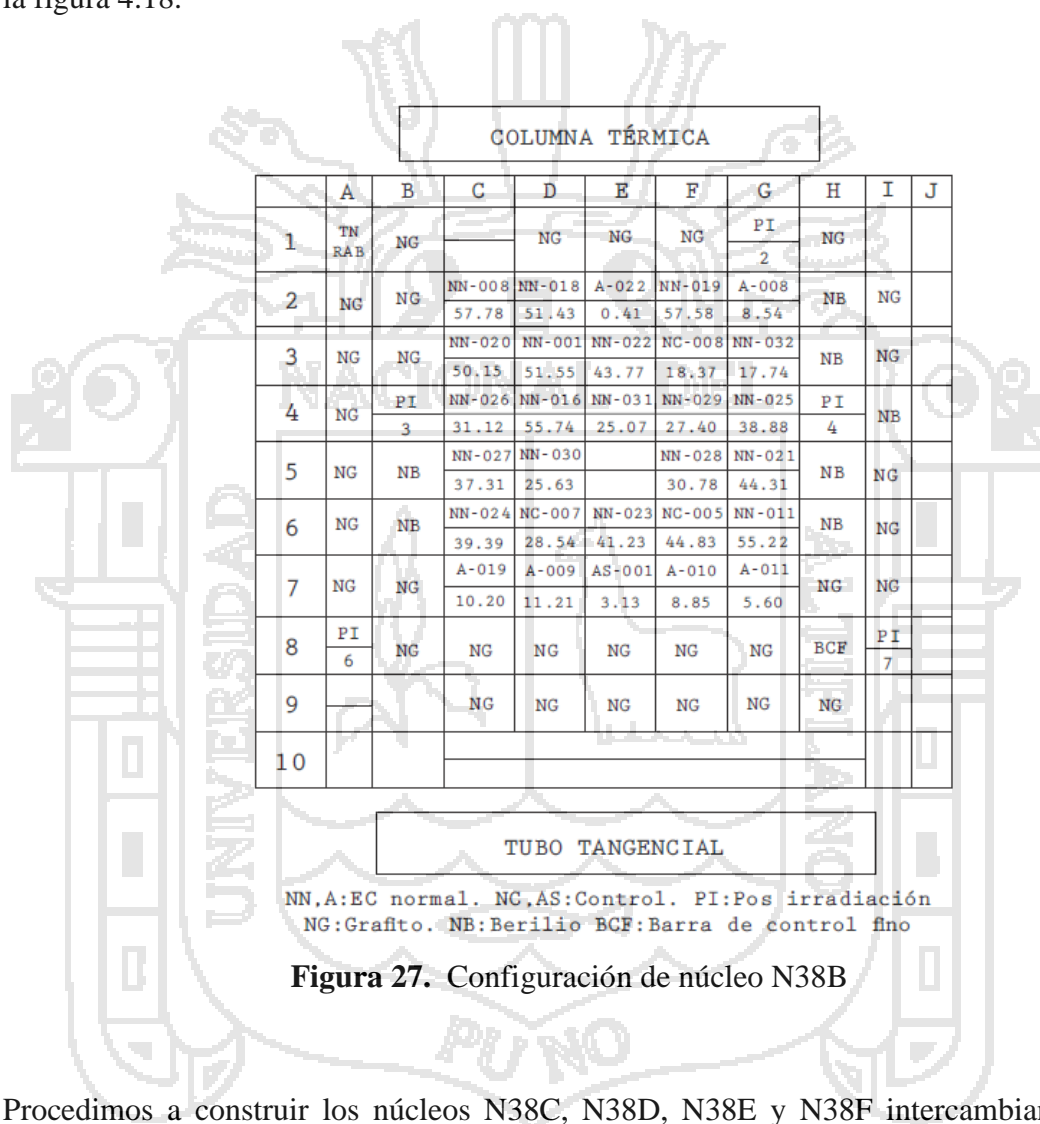 la figura 4.18.
COLUMNA TÉRMICA
A B C D E F G H I J
1 TN RAB NG NG NG NG PI 2 NG
2 NG NG NN-008 57.78 NN-018 51.43 A-022 0.41 NN-019 57.58 A-008 8.54 NB NG
3 NG NG NN-020 50.15 NN-001 51.55 NN-022 43.77 NC-008 18.37 NN-032 17.74 NB NG
4 NG PI 3 NN-026 31.12 NN-016 55.74 NN-031 25.07 NN-029 27.40 NN-025 38.88 PI 4 NB
5 NG NB NN-027 37.31 NN-030 25.63 NN-028 30.78 NN-021 44.31 NB NG
6 NG NB NN-024 39.39 NC-007 28.54 NN-023 41.23 NC-005 44.83 NN-011 55.22 NB NG
7 NG NG A-019 10.20 A-009 11.21 AS-001 3.13 A-010 8.85 A-011 5.60 NG NG
8 PI 6 NG NG NG NG NG NG BCF PI 7
9 NG NG NG NG NG NG
10
TUBO TANGENCIAL
NN,A:EC normal. NC,AS:Control. PI:Pos irradiación
NG:Grafito. NB:Berilio BCF:Barra de control fino
Figura 27. Configuración de núcleo N38B
Procedimos a construir los núcleos N38C, N38D, N38E y N38F intercambian
UNIVERSIDAD
NACIONAL DEL
ALTIPLANO
PUNO